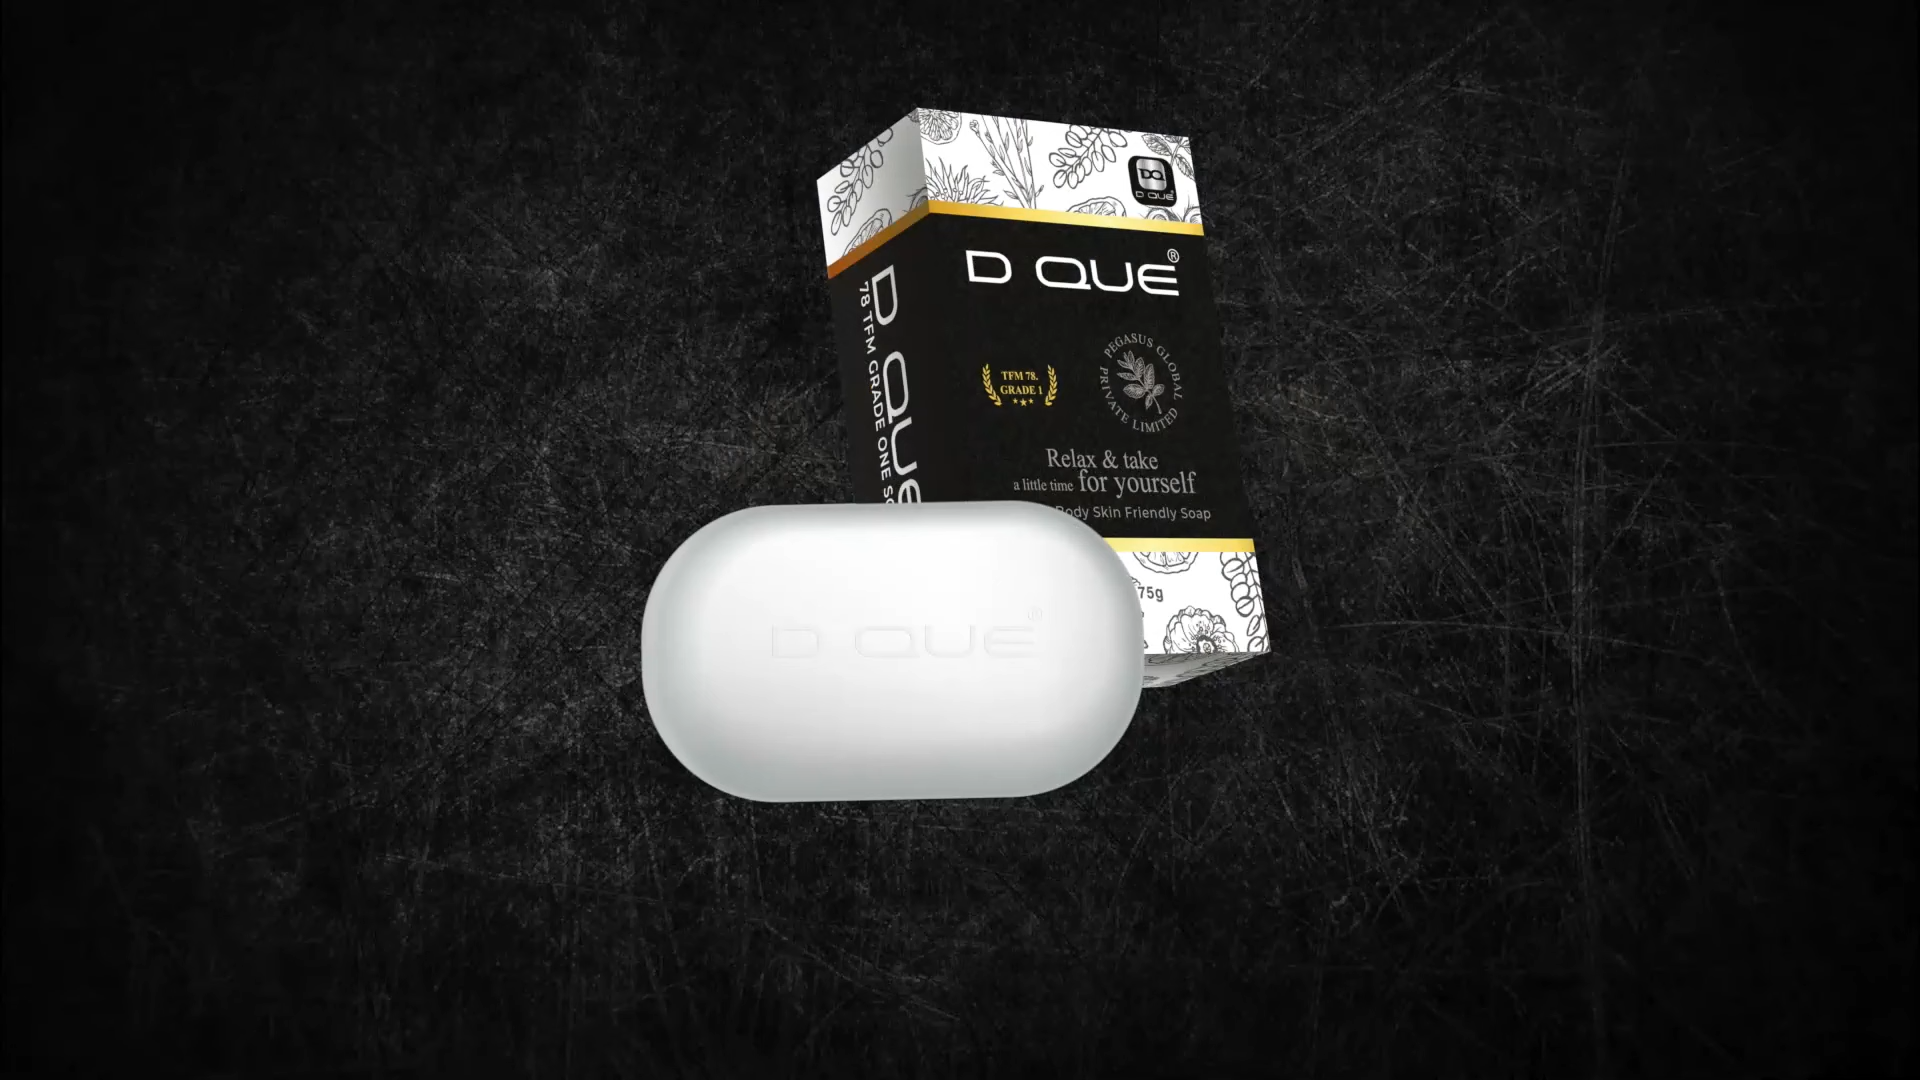 DQ
D QUE®
D QUE®
D QUE
78 TFM GRADE ONE
TFM 78.
GRADE 1
PEGASUS GLOBAL
PRIVATE LIMITED
Relax & take
a little time for yourself
Body Skin Friendly Soap
75g
D QUE®